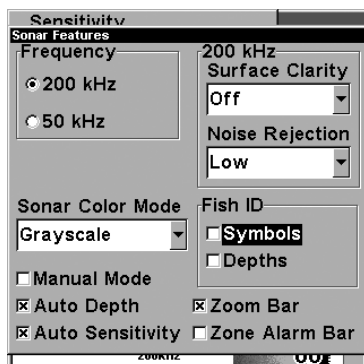 Sensitivity
Sonar Features
Frequency
200 kHz
50 kHz
200 kHz
Surface Clarity
Off
Noise Rejection
Low
Sonar Color Mode
Grayscale
Fish ID
Symbols
Depths
Manual Mode
Auto Depth
Zoom Bar
Auto Sensitivity
Zone Alarm Bar
200kHz